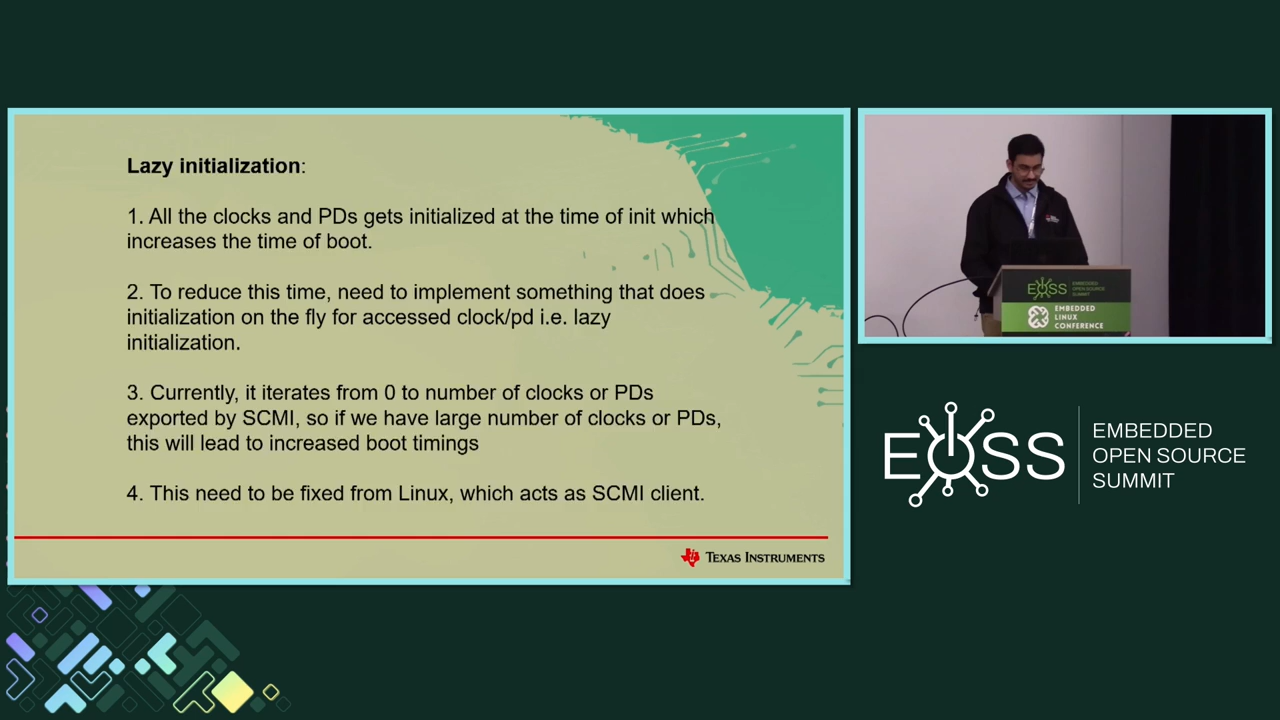 Lazy initialization:
1. All the clocks and PDs gets initialized at the time of init which
increases the time of boot.
2. To reduce this time, need to implement something that does
initialization on the fly for accessed clock/pd i.e. lazy
initialization.
3. Currently, it iterates from 0 to number of clocks or PDs
exported by SCMI, so if we have large number of clocks or PDs,
this will lead to increased boot timings
4. This need to be fixed from Linux, which acts as SCMI client.
TEXAS INSTRUMENTS
EOSS
EMBEDDED
OPEN SOURCE
SUMMIT
EMBEDDED
LINUX
CONFERENCE
EOSS
EMBEDDED
OPEN SOURCE
SUMMIT